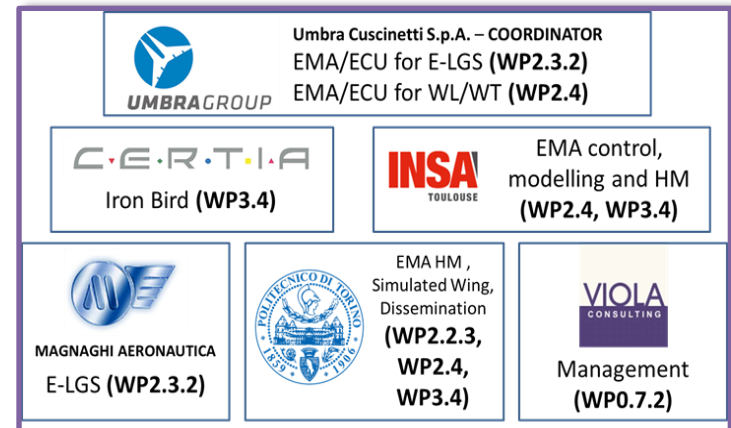 Umbra Cuscinetti S.p.A. – COORDINATOR
EMA/ECU for E-LGS (WP2.3.2)
EMA/ECU for WL/WT (WP2.4)
UMBRAGROUP
C·E·R·T·I·A
Iron Bird (WP3.4)
INSA
TOULOUSE
EMA control,
modelling and HM
(WP2.4, WP3.4)
MAGNAGHI AERONAUTICA
E-LGS (WP2.3.2)
POLITECNICO DI TORINO
1859
1906
EMA HM ,
Simulated Wing,
Dissemination
(WP2.2.3,
WP2.4,
WP3.4)
VIOLA
CONSULTING
Management
(WP0.7.2)